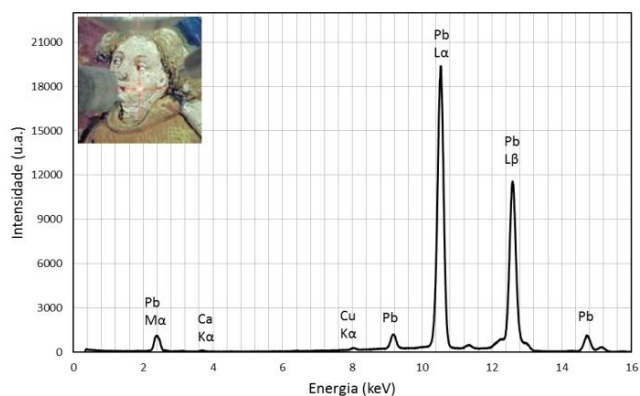 Intensidade (u.a.)
21000
18000
15000
12000
9000
6000
3000
0
Pb
Mα
Ca
Kα
Cu
Kα
Pb
Pb
Lα
Pb
Lβ
Pb
0 2 4 6 8 10 12 14 16
Energia (keV)